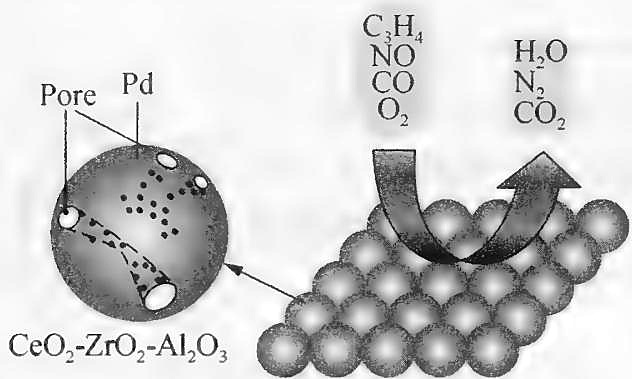 Pore
Pd
CeO₂-ZrO₂-Al₂O₃
C₃H₄
NO
CO
O₂
H₂O
N₂
CO₂